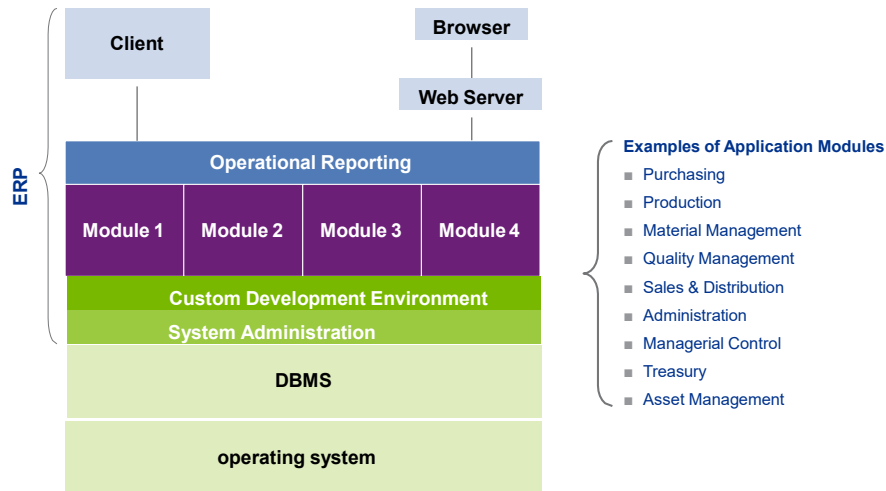 Client
Browser
Web Server
ERP
Operational Reporting
Module 1
Module 2
Module 3
Module 4
Custom Development Environment
System Administration
DBMS
operating system
Examples of Application Modules
■ Purchasing
■ Production
■ Material Management
■ Quality Management
■ Sales & Distribution
■ Administration
■ Managerial Control
■ Treasury
■ Asset Management